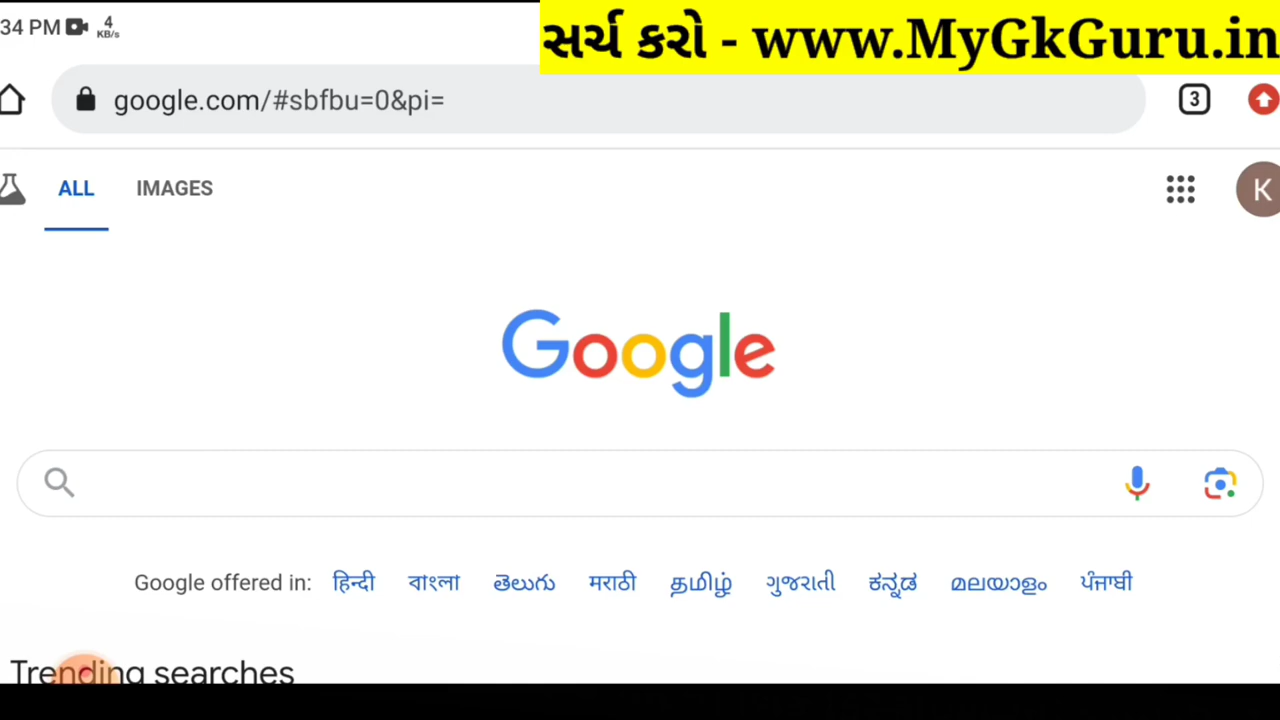 34 PM 4 KB/s
સર્ચ કરો - www.MyGkGuru.in
google.com/#sbfbu=0&pi=
3
ALL IMAGES
K
Google
Google offered in: हिन्दी বাংলা తెలుగు मराठी தமிழ் ગુજરાતી ಕನ್ನಡ മലയാളം ਪੰਜਾਬੀ
Trending searches